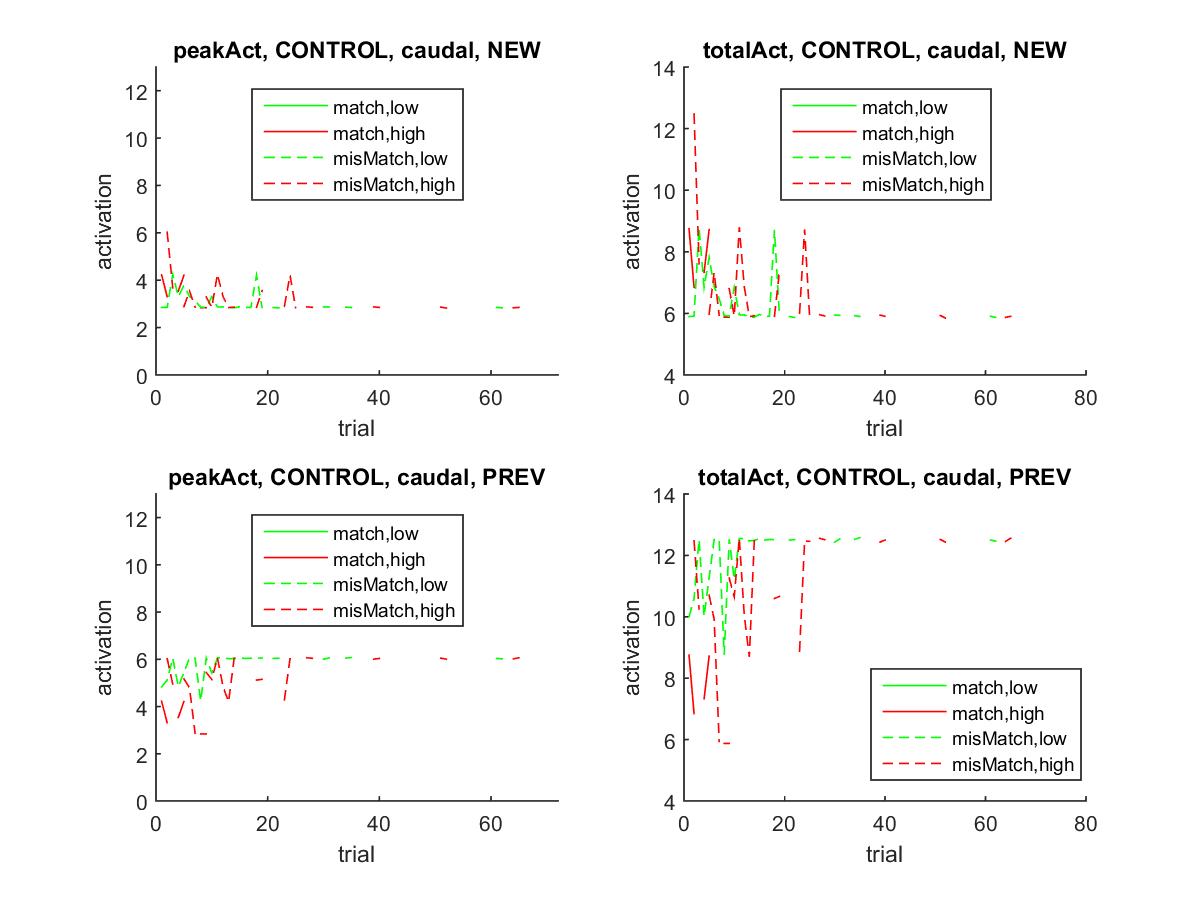 peakAct, CONTROL, caudal, NEW
12
10
8
6
4
2
0
activation
match,low
match,high
misMatch,low
misMatch,high
0 20 40 60
trial
totalAct, CONTROL, caudal, NEW
14
12
10
8
6
4
activation
match,low
match,high
misMatch,low
misMatch,high
0 20 40 60 80
trial
peakAct, CONTROL, caudal, PREV
12
10
8
6
4
2
0
activation
match,low
match,high
misMatch,low
misMatch,high
0 20 40 60
trial
totalAct, CONTROL, caudal, PREV
14
12
10
8
6
4
activation
match,low
match,high
misMatch,low
misMatch,high
0 20 40 60 80
trial